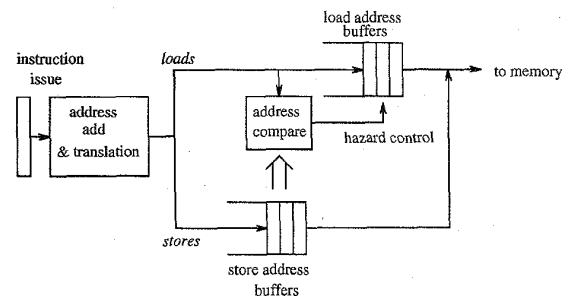 load address
buffers
instruction
issue
loads
to memory
address
add
& translation
address
compare
hazard control
stores
store address
buffers